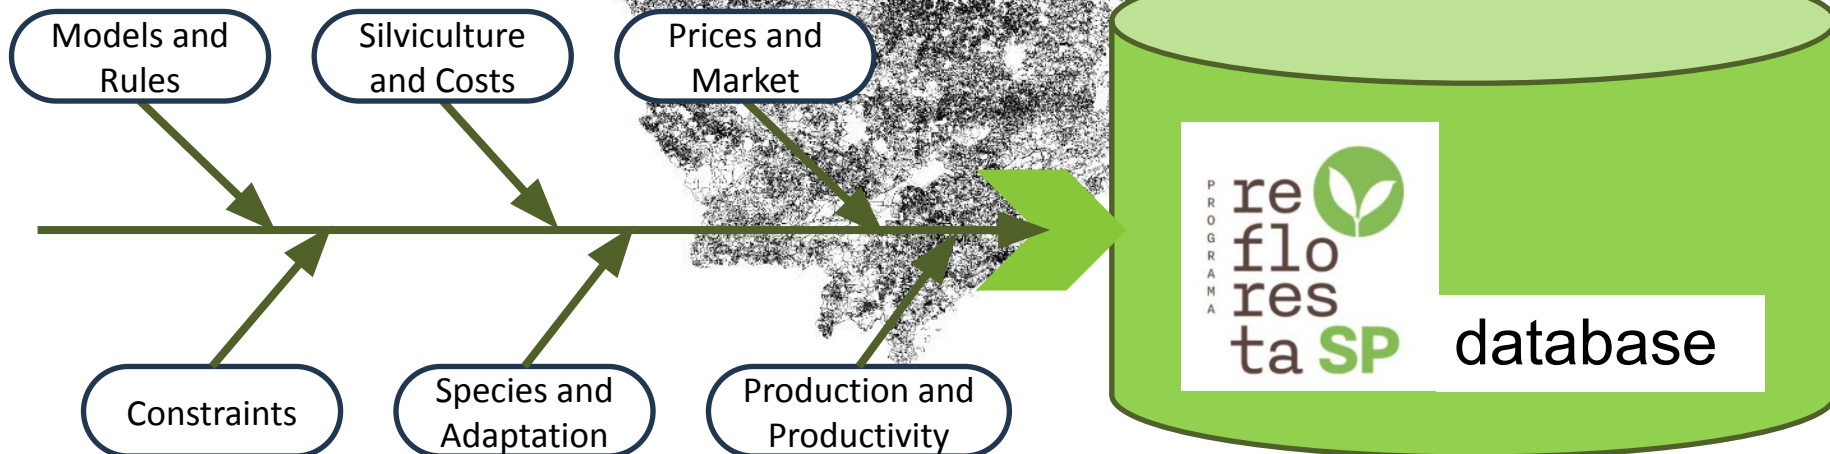 Models and
Rules
Silviculture
and Costs
Prices and
Market
PROGRAMA
re
flo
res
ta SP
database
Constraints
Species and
Adaptation
Production and
Productivity